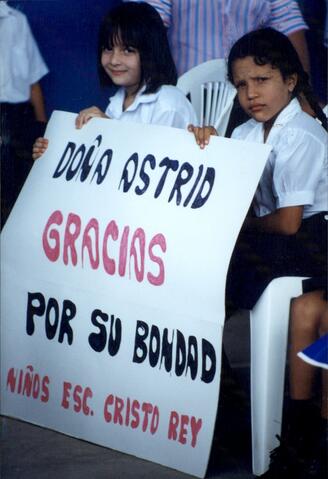 DOÑA ASTRID
GRACIAS
POR SU BONDAD
NIÑOS ESC. CRISTO REY